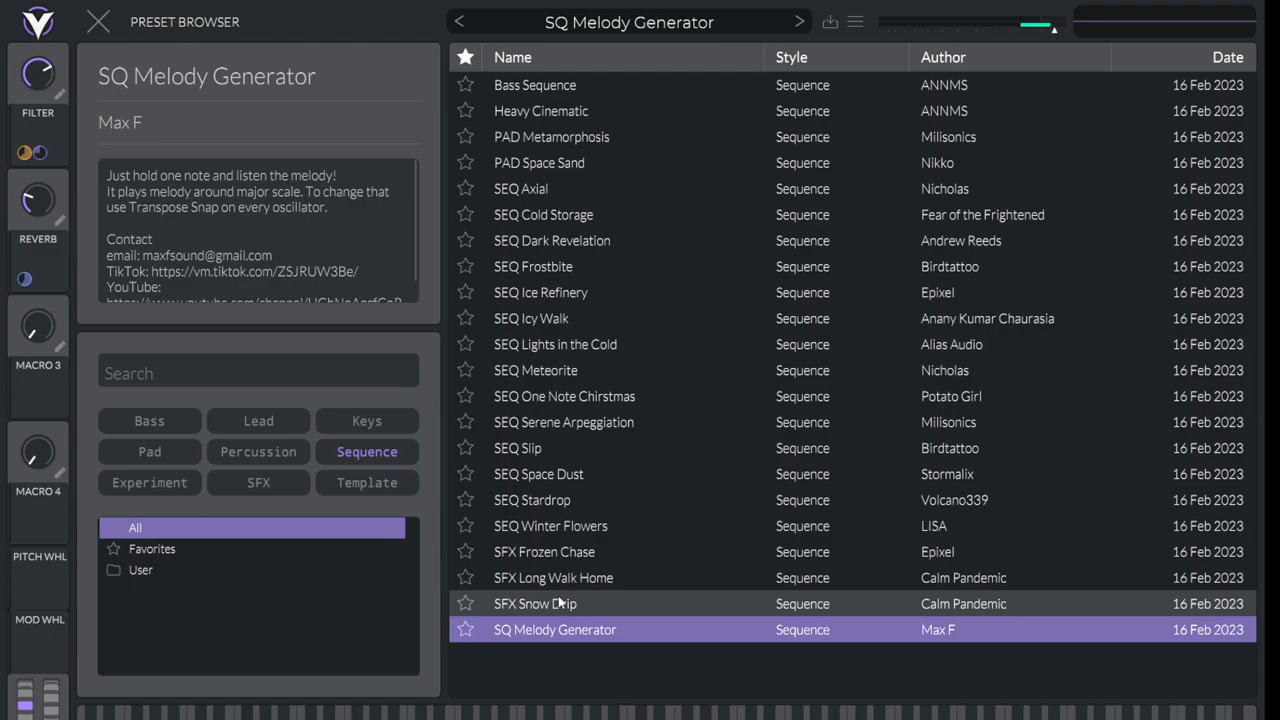 PRESET BROWSER
SQ Melody Generator
SQ Melody Generator
Max F
Just hold one note and listen the melody!
It plays melody around major scale. To change that
use Transpose Snap on every oscillator.
Contact
email: maxfsound@gmail.com
TikTok: https://vm.tiktok.com/ZSJRUW3Be/
YouTube:
FILTER
REVERB
MACRO 3
MACRO 4
PITCH WHL
MOD WHL
Search
Bass Lead Keys
Pad Percussion Sequence
Experiment SFX Template
All
Favorites
User
Name Style Author Date
Bass Sequence Sequence ANNMS 16 Feb 2023
Heavy Cinematic Sequence ANNMS 16 Feb 2023
PAD Metamorphosis Sequence Milisonics 16 Feb 2023
PAD Space Sand Sequence Nikko 16 Feb 2023
SEQ Axial Sequence Nicholas 16 Feb 2023
SEQ Cold Storage Sequence Fear of the Frightened 16 Feb 2023
SEQ Dark Revelation Sequence Andrew Reeds 16 Feb 2023
SEQ Frostbite Sequence Birdtattoo 16 Feb 2023
SEQ Ice Refinery Sequence Epixel 16 Feb 2023
SEQ Icy Walk Sequence Anany Kumar Chaurasia 16 Feb 2023
SEQ Lights in the Cold Sequence Alias Audio 16 Feb 2023
SEQ Meteorite Sequence Nicholas 16 Feb 2023
SEQ One Note Chirstmas Sequence Potato Girl 16 Feb 2023
SEQ Serene Arpeggiation Sequence Milisonics 16 Feb 2023
SEQ Slip Sequence Birdtattoo 16 Feb 2023
SEQ Space Dust Sequence Stormalix 16 Feb 2023
SEQ Stardrop Sequence Volcano339 16 Feb 2023
SEQ Winter Flowers Sequence LISA 16 Feb 2023
SFX Frozen Chase Sequence Epixel 16 Feb 2023
SFX Long Walk Home Sequence Calm Pandemic 16 Feb 2023
SFX Snow Drip Sequence Calm Pandemic 16 Feb 2023
SQ Melody Generator Sequence Max F 16 Feb 2023